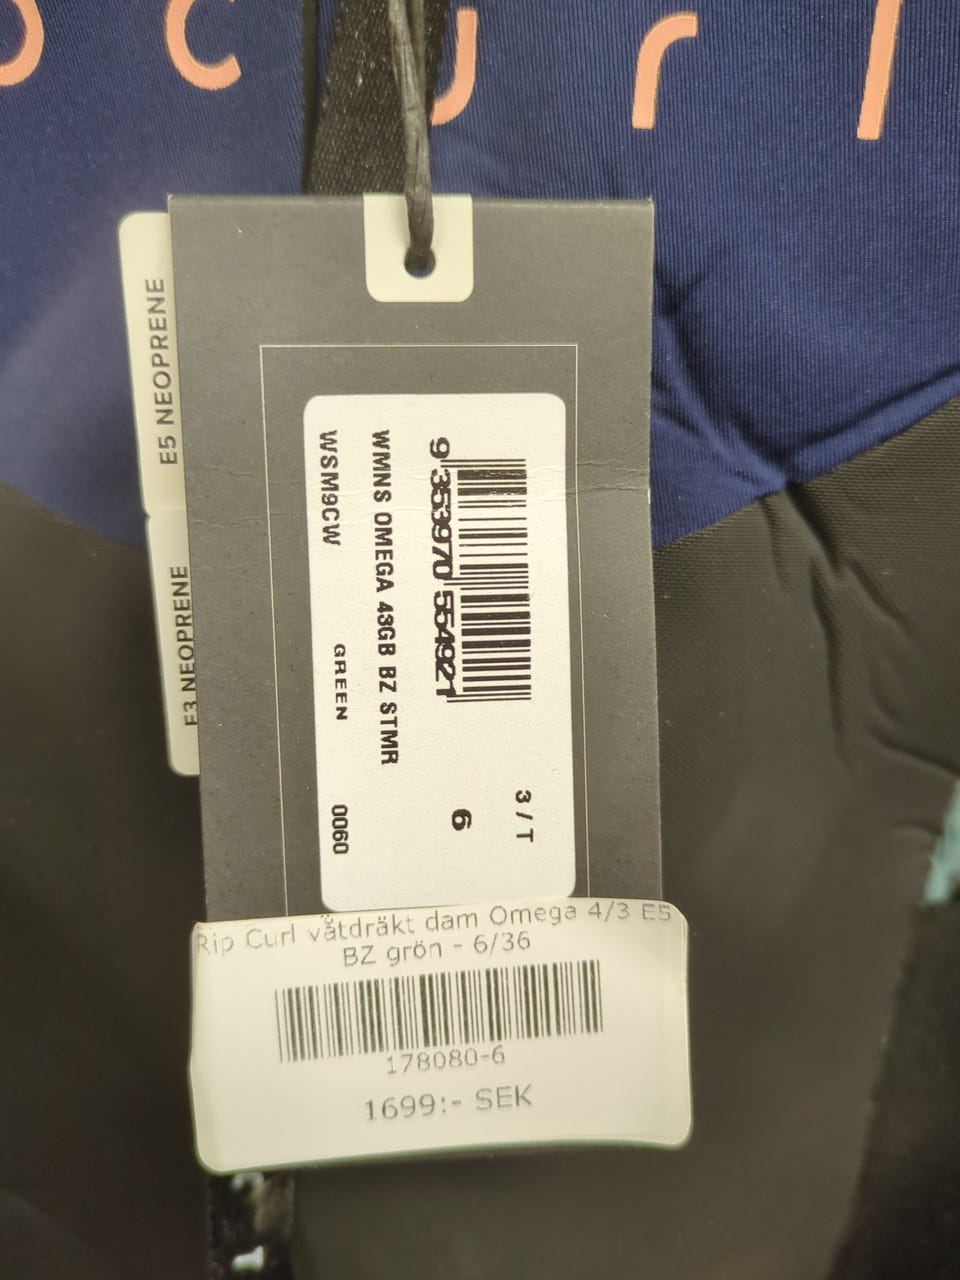 curl
E5 NEOPRENE
E3 NEOPRENE
9 353970 554921
WMNS OMEGA 43GB BZ STMR
WSM9CW GREEN 0060
3 / T
6
Rip Curl våtdräkt dam Omega 4/3 E5
BZ grön - 6/36
178080-6
1699:- SEK